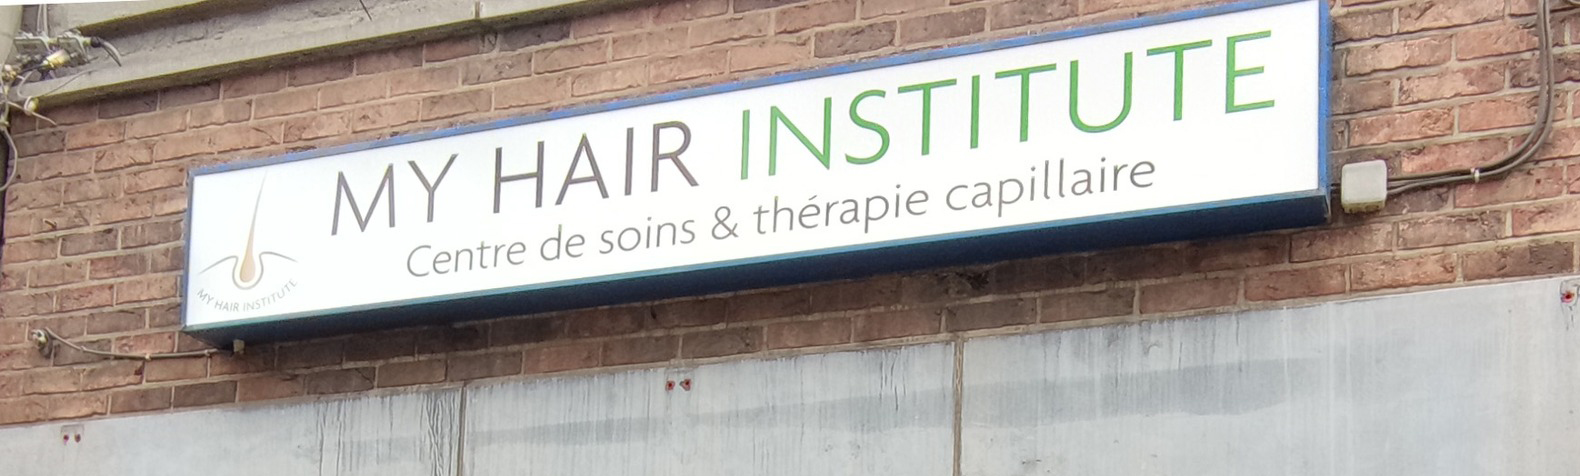 MY HAIR INSTITUTE
Centre de soins & thérapie capillaire
MY HAIR INSTITUTE